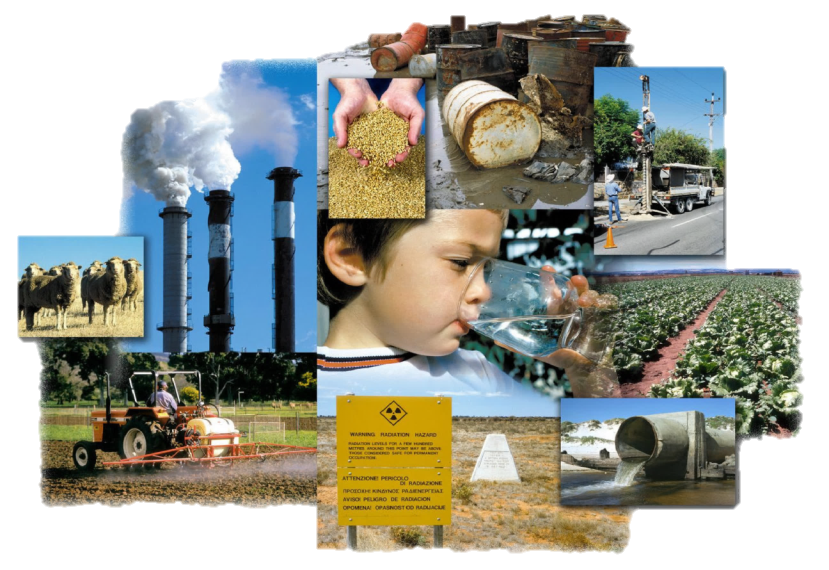 WARNING RADIATION HAZARD
RADIATION LEVELS FOR A FEW HUNDRED
METRES AROUND THIS POINT MAY BE ABOVE
THOSE CONSIDERED SAFE FOR PERMANENT
OCCUPATION.
ATTENZIONE! PERICOLO
DI RADIAZIONE
ΠΡΟΣΟΧΗ ΚΙΝΔΥΝΟΣ ΡΑΔΙΕΝΕΡΓΕΙΑΣ
AVISO! PELIGRO DE RADIACION
OPOMENA! OPASNOST OD RADIJACIJE